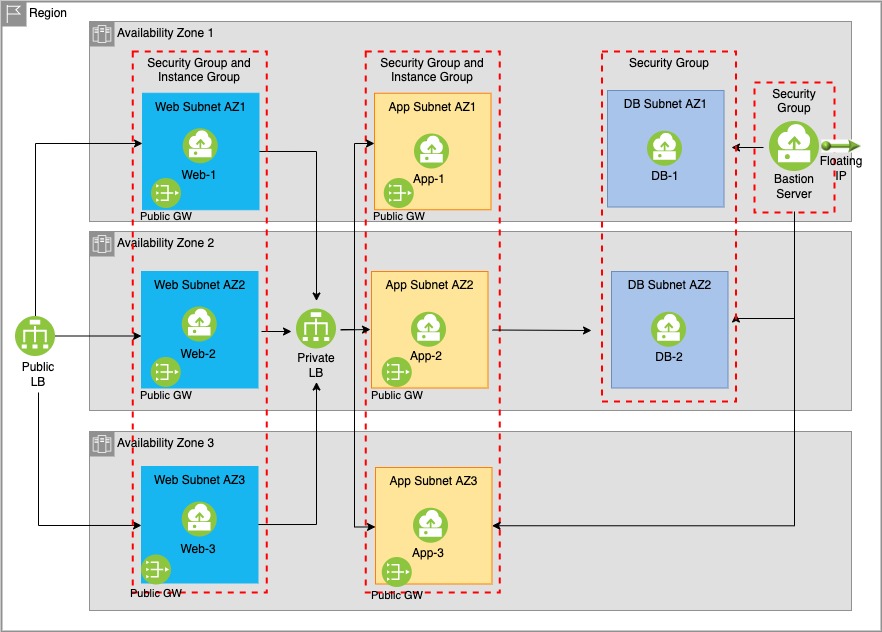 Region
Availability Zone 1
Security Group and
Instance Group
Security Group and
Instance Group
Security Group
Security
Group
Web Subnet AZ1
Web-1
Public GW
App Subnet AZ1
App-1
Public GW
DB Subnet AZ1
DB-1
Bastion
Server
Floating
IP
Availability Zone 2
Web Subnet AZ2
Web-2
Public GW
App Subnet AZ2
App-2
Public GW
DB Subnet AZ2
DB-2
Public
LB
Private
LB
Availability Zone 3
Web Subnet AZ3
Web-3
Public GW
App Subnet AZ3
App-3
Public GW